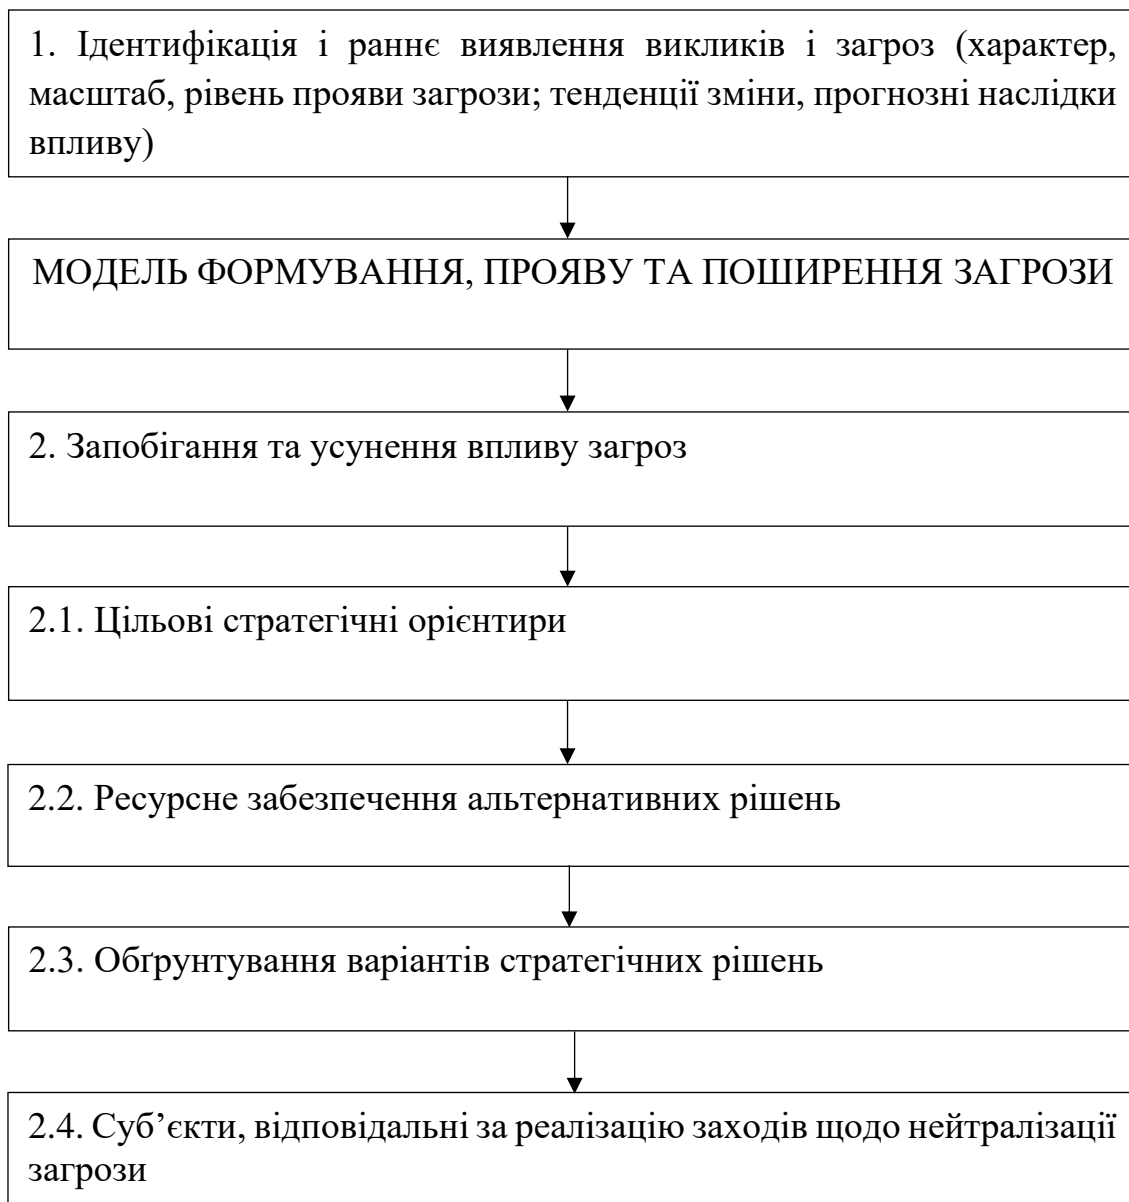 1. Ідентифікація і раннє виявлення викликів і загроз (характер,
масштаб, рівень прояви загрози; тенденції зміни, прогнозні наслідки
впливу)
МОДЕЛЬ ФОРМУВАННЯ, ПРОЯВУ ТА ПОШИРЕННЯ ЗАГРОЗИ
2. Запобігання та усунення впливу загроз
2.1. Цільові стратегічні орієнтири
2.2. Ресурсне забезпечення альтернативних рішень
2.3. Обґрунтування варіантів стратегічних рішень
2.4. Суб’єкти, відповідальні за реалізацію заходів щодо нейтралізації
загрози